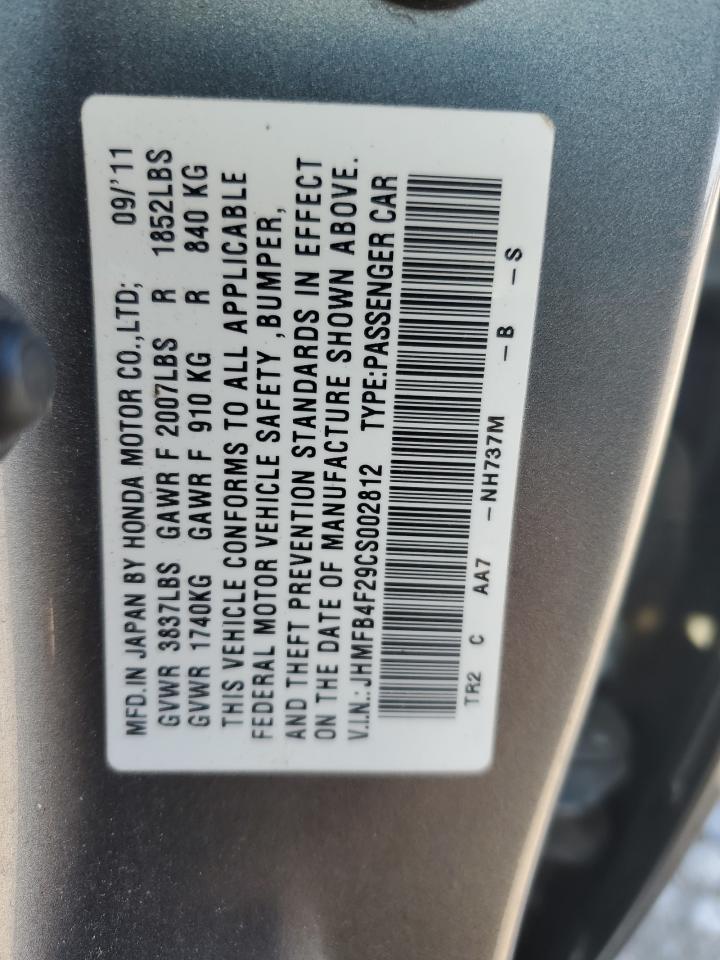 MFD.IN JAPAN BY HONDA MOTOR CO.,LTD; 09/'11
GVWR 3837LBS GAWR F 2007LBS R 1852LBS
GVWR 1740KG GAWR F 910 KG R 840 KG
THIS VEHICLE CONFORMS TO ALL APPLICABLE
FEDERAL MOTOR VEHICLE SAFETY ,BUMPER,
AND THEFT PREVENTION STANDARDS IN EFFECT
ON THE DATE OF MANUFACTURE SHOWN ABOVE.
V.I.N.: JHMFB4F29CS002812 TYPE:PASSENGER CAR
TR2 C AA7 -NH737M -B -S